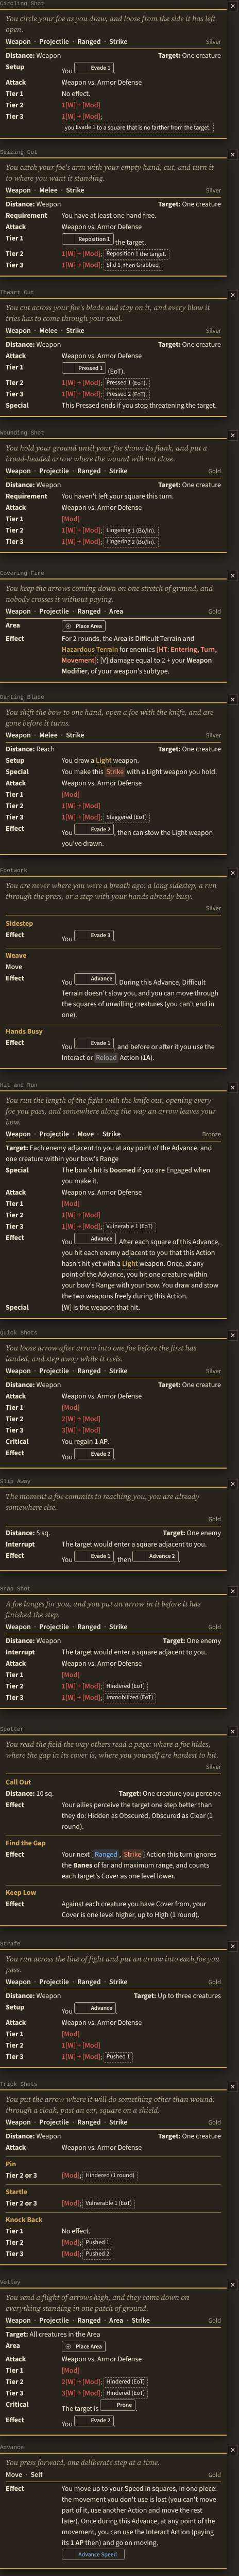 Circling Shot
You circle your foe as you draw, and loose from the side it has left
open.
Weapon · Projectile · Ranged · Strike Silver
Distance: Weapon Target: One creature
Setup You Evade 1.
Attack Weapon vs. Armor Defense
Tier 1 No effect.
Tier 2 1[W] + [Mod]
Tier 3 1[W] + [Mod];
you Evade 1 to a square that is no farther from the target.
Seizing Cut
You catch your foe's arm with your empty hand, cut, and turn it
to where you want it standing.
Weapon · Melee · Strike Silver
Distance: Weapon Target: One creature
Requirement You have at least one hand free.
Attack Weapon vs. Armor Defense
Tier 1 Reposition 1 the target.
Tier 2 1[W] + [Mod]; Reposition 1 the target.
Tier 3 1[W] + [Mod]; Slid 1, then Grabbed.
Thwart Cut
You cut across your foe's blade and stay on it, and every blow it
tries has to come through your steel.
Weapon · Melee · Strike Silver
Distance: Weapon Target: One creature
Attack Weapon vs. Armor Defense
Tier 1 Pressed 1 (EoT).
Tier 2 1[W] + [Mod]; Pressed 1 (EoT).
Tier 3 1[W] + [Mod]; Pressed 2 (EoT).
Special This Pressed ends if you stop threatening the target.
Wounding Shot
You hold your ground until your foe shows its flank, and put a
broad-headed arrow where the wound will not close.
Weapon · Projectile · Ranged · Strike Gold
Distance: Weapon Target: One creature
Requirement You haven't left your square this turn.
Attack Weapon vs. Armor Defense
Tier 1 [Mod]
Tier 2 1[W] + [Mod]; Lingering 1 (Bo/In).
Tier 3 1[W] + [Mod]; Lingering 2 (Bo/In).
Covering Fire
You keep the arrows coming down on one stretch of ground, and
nobody crosses it without paying.
Weapon · Projectile · Ranged · Area Gold
Area Place Area
Effect For 2 rounds, the Area is Difficult Terrain and
Hazardous Terrain for enemies [HT: Entering, Turn,
Movement]: [V] damage equal to 2 + your Weapon
Modifier, of your weapon's subtype.
Darting Blade
You shift the bow to one hand, open a foe with the knife, and are
gone before it turns.
Weapon · Melee · Strike Silver
Distance: Reach Target: One creature
Setup You draw a Light weapon.
Special You make this Strike with a Light Weapon you hold.
Attack Weapon vs. Armor Defense
Tier 1 [Mod]
Tier 2 1[W] + [Mod]
Tier 3 1[W] + [Mod]; Staggered (EoT)
Effect You Evade 2, then can stow the Light weapon
you've drawn.
Footwork
You are never where you were a breath ago: a long sidestep, a run
through the press, or a step with your hands already busy.
Silver
Sidestep
Effect You Evade 3.
Weave
Move
Effect You Advance. During this Advance, Difficult
Terrain doesn't slow you, and you can move through
the squares of unwilling creatures (you can't end in
one).
Hands Busy
Effect You Evade 1, and before or after it you use the
Interact or Reload Action (1A).
Hit and Run
You run the length of the fight with the knife out, opening every
foe you pass, and somewhere along the way an arrow leaves your
bow.
Weapon · Projectile · Move · Strike Bronze
Target: Each enemy adjacent to you at any point of the Advance, and
one creature within your bow's Range
Special The bow's hit is Doomed if you are Engaged when
you make it.
Attack Weapon vs. Armor Defense
Tier 1 [Mod]
Tier 2 1[W] + [Mod]
Tier 3 1[W] + [Mod]; Vulnerable 1 (EoT)
Effect You Advance. After each square of this Advance,
you hit each enemy adjacent to you that this Action
hasn't hit yet with a Light weapon. Once, at any
point of the Advance, you hit one creature within
your bow's Range with your bow. You draw and stow
the two weapons freely during this Action.
Special [W] is the weapon that hit.
Quick Shots
You loose arrow after arrow into one foe before the first has
landed, and step away while it reels.
Weapon · Projectile · Ranged · Strike Silver
Distance: Weapon Target: One creature
Attack Weapon vs. Armor Defense
Tier 1 [Mod]
Tier 2 2[W] + [Mod]
Tier 3 3[W] + [Mod]
Critical You regain 1 AP.
Effect You Evade 2.
Slip Away
The moment a foe commits to reaching you, you are already
somewhere else.
Gold
Distance: 5 sq. Target: One enemy
Interrupt The target would enter a square adjacent to you.
Effect You Evade 1, then Advance 2.
Snap Shot
A foe lunges for you, and you put an arrow in it before it has
finished the step.
Weapon · Projectile · Ranged · Strike Gold
Distance: Weapon Target: One enemy
Interrupt The target would enter a square adjacent to you.
Attack Weapon vs. Armor Defense
Tier 1 [Mod]
Tier 2 1[W] + [Mod]; Hindered (EoT)
Tier 3 1[W] + [Mod]; Immobilized (EoT)
Spotter
You read the field the way others read a page: where a foe hides,
where the gap in its cover is, where you yourself are hardest to hit.
Silver
Call Out
Distance: 10 sq. Target: One creature you perceive
Effect Your allies perceive the target one step better than
they do: Hidden as Obscured, Obscured as Clear (1
round).
Find the Gap
Effect Your next [ Ranged , Strike ] Action this turn ignores
the Banes of far and maximum range, and counts
each target's Cover as one level lower.
Keep Low
Effect Against each creature you have Cover from, your
Cover is one level higher, up to High (1 round).
Strafe
You run across the line of fight and put an arrow into each foe you
pass.
Weapon · Projectile · Ranged · Strike Silver
Distance: Weapon Target: Up to three creatures
Setup You Advance.
Attack Weapon vs. Armor Defense
Tier 1 [Mod]
Tier 2 1[W] + [Mod]
Tier 3 1[W] + [Mod]; Pushed 1
Trick Shots
You put the arrow where it will do something other than wound:
through a cloak, past an ear, square on a shield.
Weapon · Projectile · Ranged · Strike Gold
Distance: Weapon Target: One creature
Attack Weapon vs. Armor Defense
Pin
Tier 2 or 3 [Mod]; Hindered (1 round)
Startle
Tier 2 or 3 [Mod]; Vulnerable 1 (EoT)
Knock Back
Tier 1 No effect.
Tier 2 [Mod]; Pushed 1
Tier 3 [Mod]; Pushed 2
Volley
You send a flight of arrows high, and they come down on
everything standing in one patch of ground.
Weapon · Projectile · Ranged · Area · Strike Gold
Target: All creatures in the Area
Area Place Area
Attack Weapon vs. Armor Defense
Tier 1 [Mod]
Tier 2 2[W] + [Mod]; Hindered (EoT)
Tier 3 3[W] + [Mod]; Hindered (EoT)
Critical The target is Prone.
Effect You Evade 2.
Advance
You press forward, one deliberate step at a time.
Move · Self Gold
Effect You move up to your Speed in squares, in one piece:
the movement you don't use is lost (you can't move
part of it, use another Action and move the rest
later). Once during this Advance, at any point of the
movement, you can use the Interact Action (paying
its 1 AP then) and go on moving.
Advance Speed